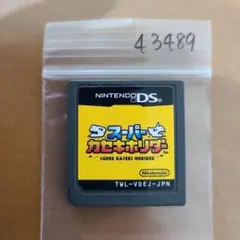 43489
NINTENDO DS
スーパー
カセキホリダー
SUPER KASEKI HORIDER
Nintendo
TWL-VDEJ-JPN